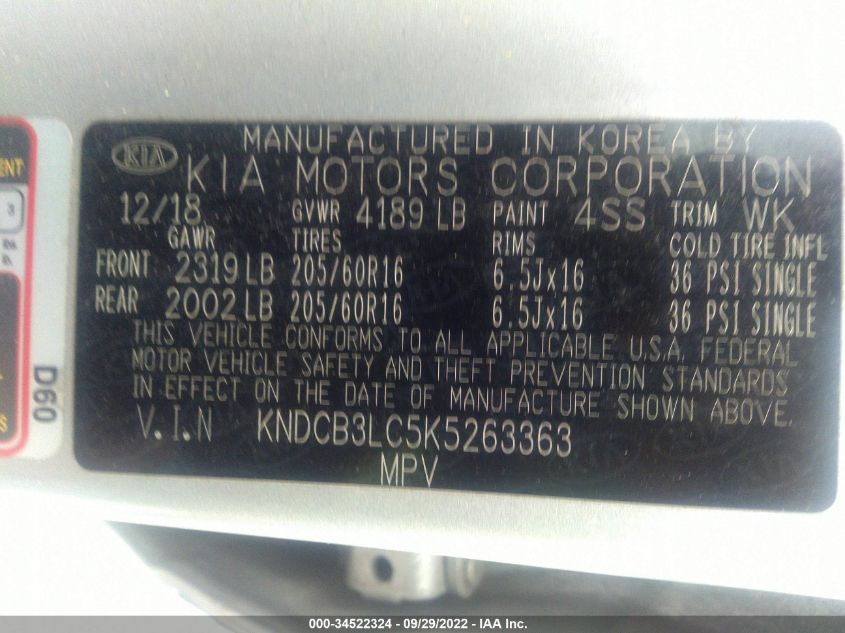 MANUFACTURED IN KOREA BY
KIA KIA MOTORS CORPORATION
12/18 GVWR 4189 LB PAINT 4SS TRIM WK
GAWR TIRES RIMS COLD TIRE INFL
FRONT 2319 LB 205/60R16 6.5Jx16 36 PSI SINGLE
REAR 2002 LB 205/60R16 6.5Jx16 36 PSI SINGLE
THIS VEHICLE CONFORMS TO ALL APPLICABLE U.S.A. FEDERAL
MOTOR VEHICLE SAFETY AND THEFT PREVENTION STANDARDS
IN EFFECT ON THE DATE OF MANUFACTURE SHOWN ABOVE.
V.I.N KNDCB3LC5K5263363
MPV
ENT
3
D60
000-34522324 - 09/29/2022 - IAA Inc.